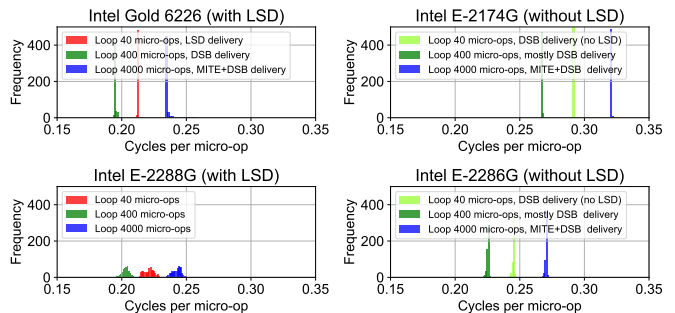 Intel Gold 6226 (with LSD)
Frequency
400
200
0
Loop 40 micro-ops, LSD delivery
Loop 400 micro-ops, DSB delivery
Loop 4000 micro-ops, MITE+DSB delivery
0.15 0.20 0.25 0.30 0.35
Cycles per micro-op
Intel E-2174G (without LSD)
Frequency
400
200
0
Loop 40 micro-ops, DSB delivery (no LSD)
Loop 400 micro-ops, mostly DSB delivery
Loop 4000 micro-ops, MITE+DSB delivery
0.15 0.20 0.25 0.30 0.35
Cycles per micro-op
Intel E-2288G (with LSD)
Frequency
400
200
0
Loop 40 micro-ops
Loop 400 micro-ops
Loop 4000 micro-ops
0.15 0.20 0.25 0.30 0.35
Cycles per micro-op
Intel E-2286G (without LSD)
Frequency
400
200
0
Loop 40 micro-ops, DSB delivery (no LSD)
Loop 400 micro-ops, mostly DSB delivery
Loop 4000 micro-ops, MITE+DSB delivery
0.15 0.20 0.25 0.30 0.35
Cycles per micro-op